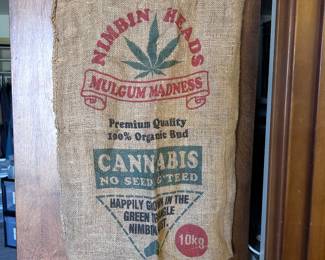 NIMBIN HEADS
MULGUM MADNESS
Premium Quality
100% Organic Bud
CANNABIS
NO SEED G'TEED
HAPPILY GROWN IN THE
GREEN TRIANGLE
NIMBIN
10kg